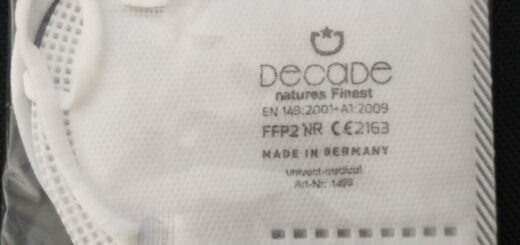 DecaDe
natures Finest
EN 149:2001+A1:2009
FFP2 NR CE2163
MADE IN GERMANY
univent-medical
Art-Nr.: 1498